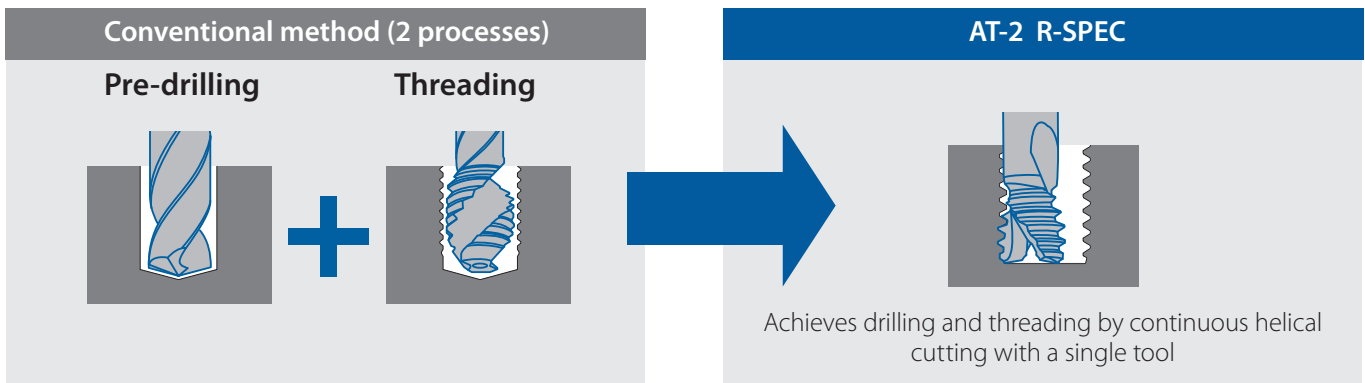 Conventional method (2 processes)
Pre-drilling
Threading
AT-2 R-SPEC
Achieves drilling and threading by continuous helical
cutting with a single tool